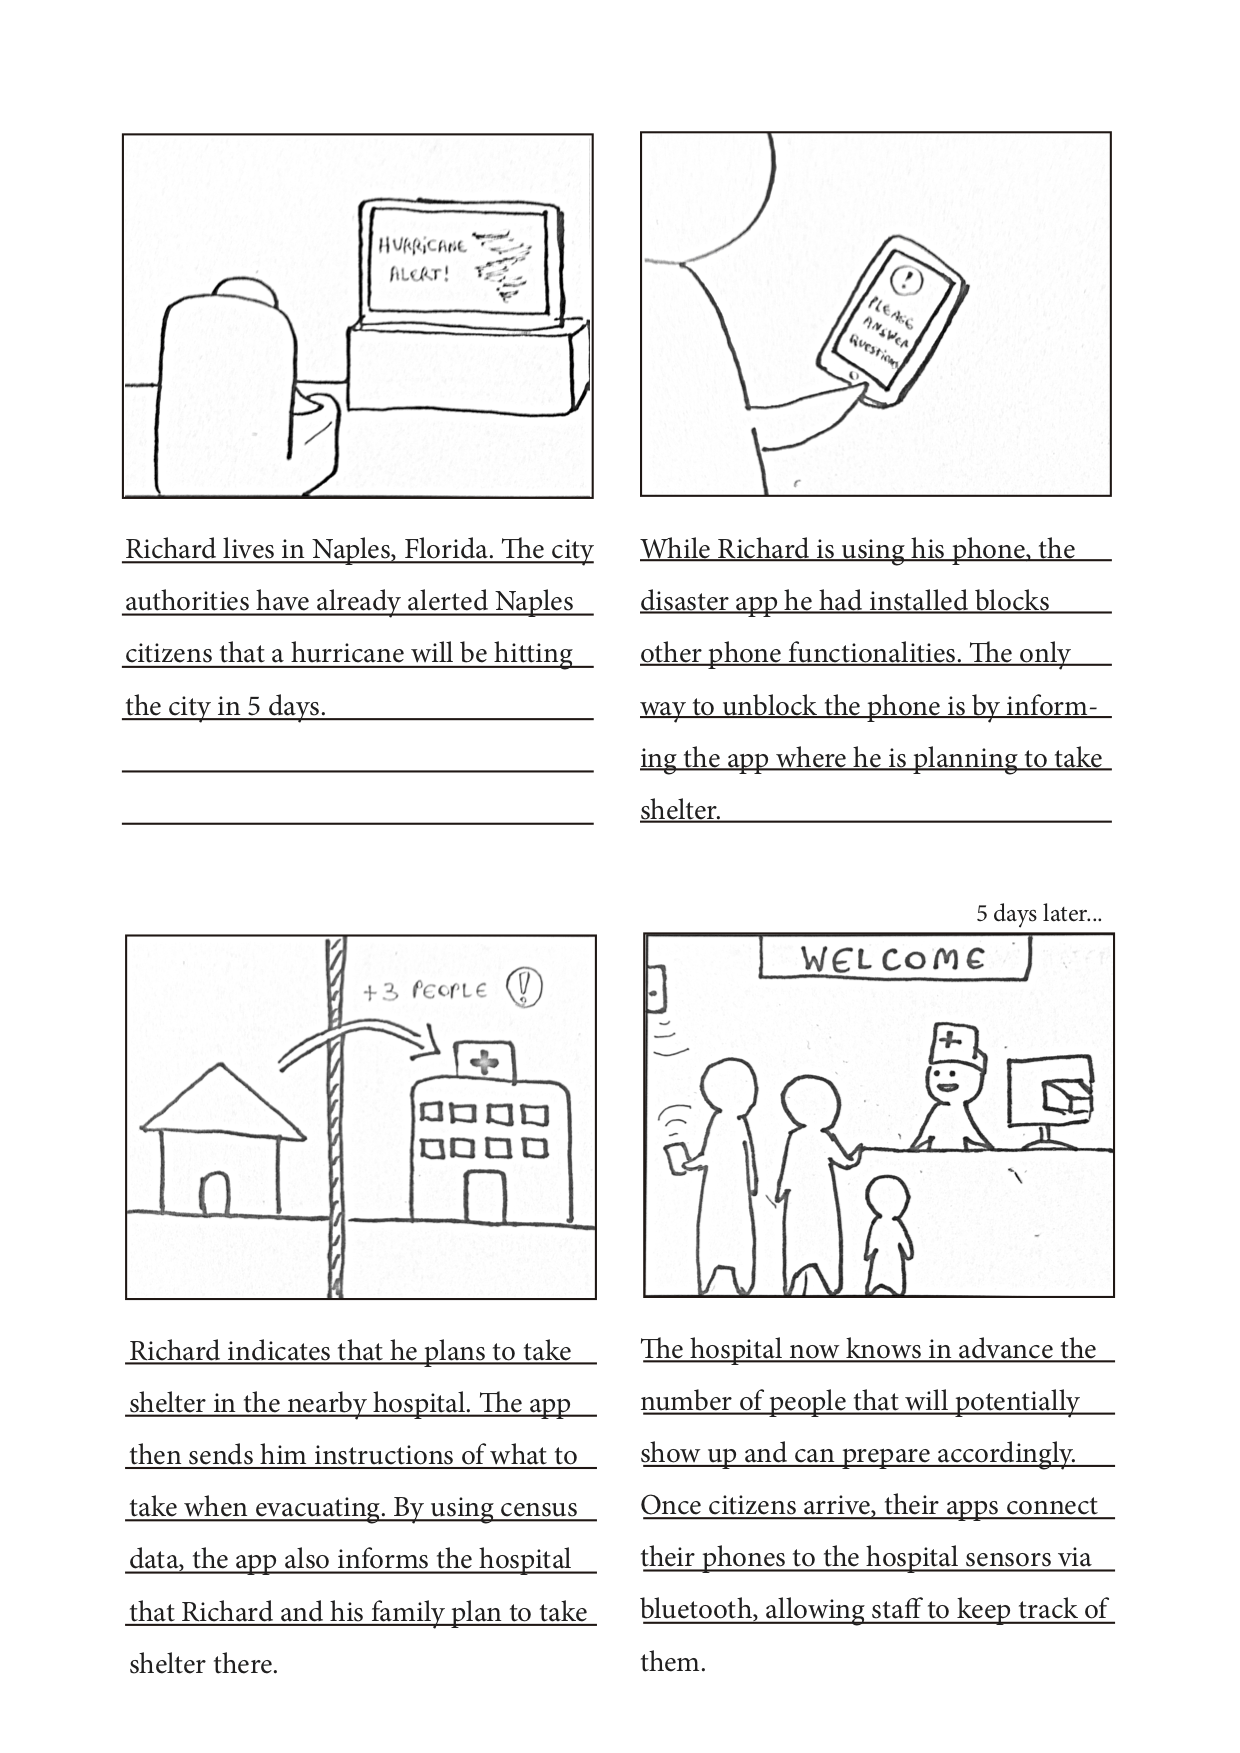 HURRICANE
ALERT!
Richard lives in Naples, Florida. The city
authorities have already alerted Naples
citizens that a hurricane will be hitting
the city in 5 days.
!
PLEASE
ANSWER
QUESTIONS
While Richard is using his phone, the
disaster app he had installed blocks
other phone functionalities. The only
way to unblock the phone is by inform-
ing the app where he is planning to take
shelter.
+3 PEOPLE !
Richard indicates that he plans to take
shelter in the nearby hospital. The app
then sends him instructions of what to
take when evacuating. By using census
data, the app also informs the hospital
that Richard and his family plan to take
shelter there.
5 days later...
WELCOME
The hospital now knows in advance the
number of people that will potentially
show up and can prepare accordingly.
Once citizens arrive, their apps connect
their phones to the hospital sensors via
bluetooth, allowing staff to keep track of
them.